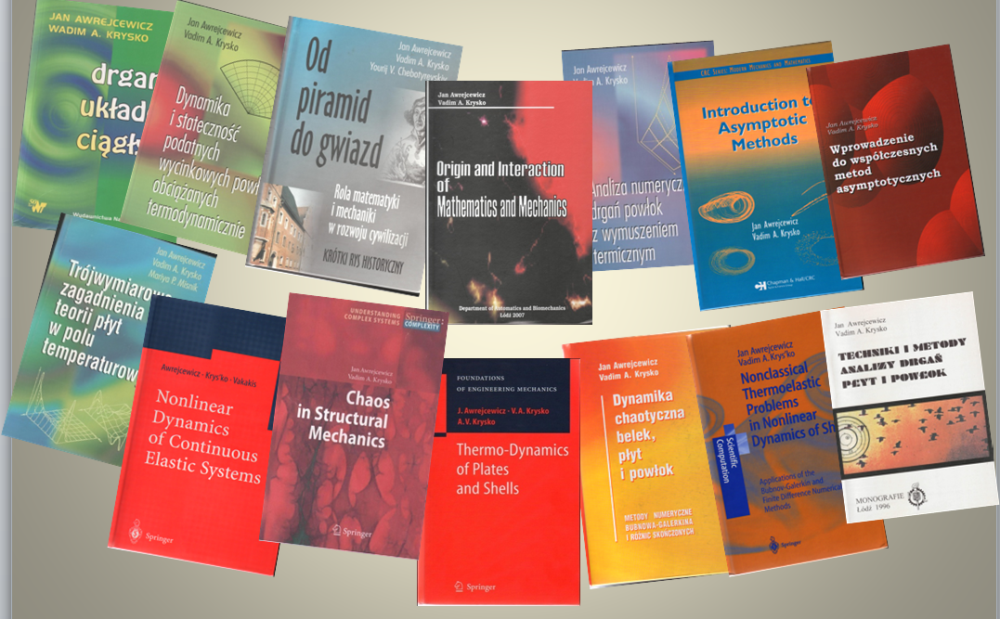 JAN AWREJCEWICZ
WADIM A. KRYSKO
drgan
układ
ciągł
Wydawnictwa Na
Jan Awrejcewicz
Vadim A. Krysko
Dynamika
i stateczność
podatnych
wycinkowych pow
obciążanych
termodynamicznie
Jan Awrejcewicz
Vadim A. Krysko
Yourij V. Chebotyrevskiy
Od
piramid
do gwiazd
Rola matematyki
i mechaniki
w rozwoju cywilizacji
KRÓTKI RYS HISTORYCZNY
Jan Awrejcewicz
Vadim A. Krysko
Origin and Interaction
of
Mathematics and Mechanics
Department of Automatics and Biomechanics
Łódź 2007
Jan Awrejcewicz
Vadim A. Krysko
Analiza numerycz
drgań powłok
z wymuszeniem
termicznym
CRC SERIES: MODERN MECHANICS AND MATHEMATICS
Introduction to
Asymptotic
Methods
Jan Awrejcewicz
Vadim A. Krysko
Chapman & Hall/CRC
Jan Awrejcewicz
Vadim A. Krysko
Wprowadzenie
do współczesnych
metod
asymptotycznych
Jan Awrejcewicz
Vadim A. Krysko
Mariya P. Misnik
Trójwymiarowe
zagadnienia
teorii płyt
w polu
temperaturow
Awrejcewicz · Krys'ko · Vakakis
Nonlinear
Dynamics
of Continuous
Elastic Systems
Springer
UNDERSTANDING
COMPLEX SYSTEMS
Springer:
COMPLEXITY
Jan Awrejcewicz
Vadim A. Krysko
Chaos
in Structural
Mechanics
Springer
FOUNDATIONS
OF ENGINEERING MECHANICS
J. Awrejcewicz · V.A. Krysko
A.V. Krysko
Thermo-Dynamics
of Plates
and Shells
Springer
Jan Awrejcewicz
Vadim A. Krysko
Dynamika
chaotyczna
belek,
płyt
i powłok
METODY NUMERYCZNE
BUBNOWA-GALERKINA
I RÓŻNIC SKOŃCZONYCH
Jan Awrejcewicz
Vadim A. Krys'ko
Nonclassical
Thermoelastic
Problems
in Nonlinear
Dynamics of Sh
Scientific
Computation
Applications of the
Bubnov-Galerkin and
Finite Difference Numerical
Methods
Springer
Jan Awrejcewicz
Vadim A. Krysko
TECHNIKI I METODY
ANALIZY DRGAŃ
PŁYT I POWŁOK
MONOGRAFIE
Łódź 1996